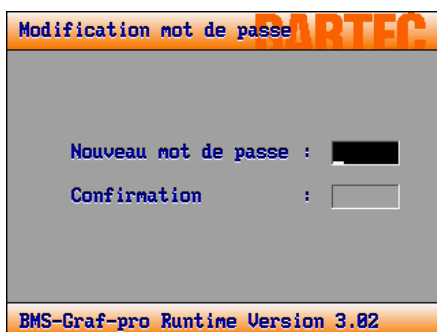 Modification mot de passe
BARTEC
Nouveau mot de passe :
Confirmation :
BMS-Graf-pro Runtime Version 3.02